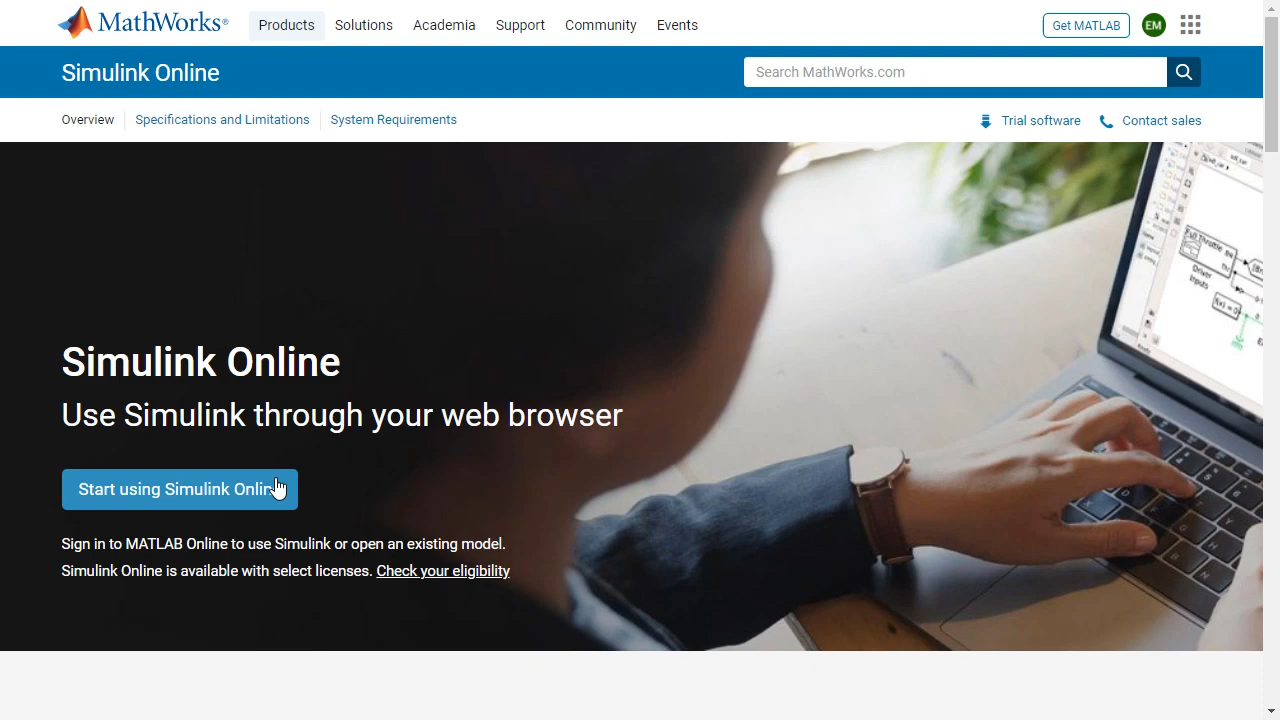 MathWorks®
Products
Solutions
Academia
Support
Community
Events
Get MATLAB
EM
Simulink Online
Search MathWorks.com
Overview
Specifications and Limitations
System Requirements
Trial software
Contact sales
Simulink Online
Use Simulink through your web browser
Start using Simulink Onlin
Sign in to MATLAB Online to use Simulink or open an existing model.
Simulink Online is available with select licenses. Check your eligibility
Driver
Inputs